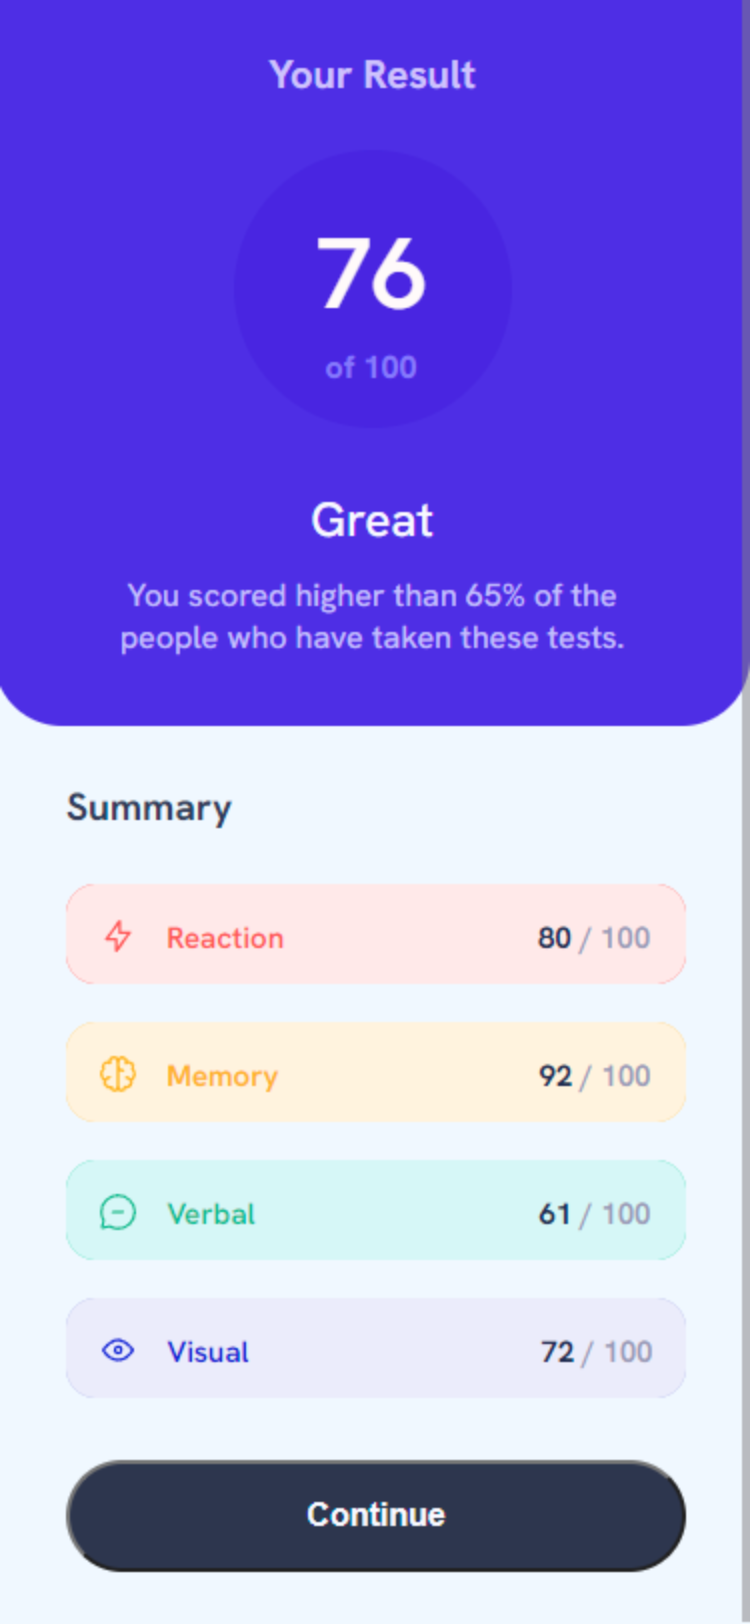 Your Result
76
of 100
Great
You scored higher than 65% of the
people who have taken these tests.
Summary
Reaction 80 / 100
Memory 92 / 100
Verbal 61 / 100
Visual 72 / 100
Continue